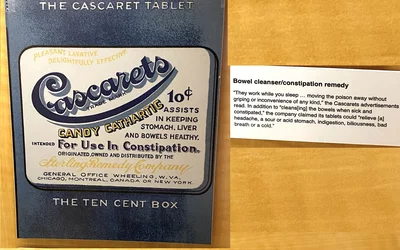 THE CASCARET TABLET
PLEASANT LAXATIVE,
DELIGHTFULLY EFFECTIVE
Cascarets
10¢
CANDY CATHARTIC
ASSISTS
IN KEEPING
STOMACH, LIVER
AND BOWELS HEALTHY.
INTENDED For Use In Constipation.
ORIGINATED, OWNED AND DISTRIBUTED BY THE
Sterling Remedy Company
GENERAL OFFICE WHEELING, W. VA.
CHICAGO, MONTREAL, CANADA OR NEW YORK.
THE TEN CENT BOX
Bowel cleanser/constipation remedy
"They work while you sleep ... moving the poison away without
griping or inconvenience of any kind," the Cascarets advertisements
read. In addition to "cleans[ing] the bowels when sick and
constipated," the company claimed its tablets could "relieve [a]
headache, a sour or acid stomach, indigestion, biliousness, bad
breath or a cold."